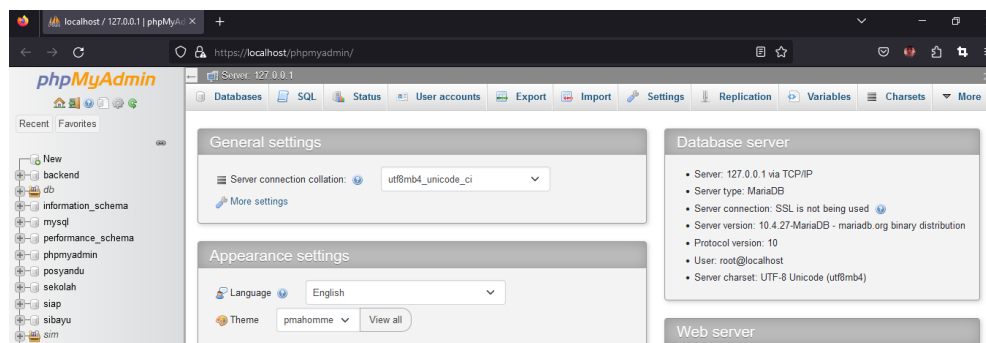 localhost / 127.0.0.1 | phpMyAd
https://localhost/phpmyadmin/
phpMyAdmin
Recent Favorites
New
backend
db
information_schema
mysql
performance_schema
phpmyadmin
posyandu
sekolah
siap
sibayu
sim
Server: 127.0.0.1
Databases SQL Status User accounts Export Import Settings Replication Variables Charsets More
General settings
Server connection collation: utf8mb4_unicode_ci
More settings
Appearance settings
Language English
Theme pmahomme View all
Database server
Server: 127.0.0.1 via TCP/IP
Server type: MariaDB
Server connection: SSL is not being used
Server version: 10.4.27-MariaDB - mariadb.org binary distribution
Protocol version: 10
User: root@localhost
Server charset: UTF-8 Unicode (utf8mb4)
Web server